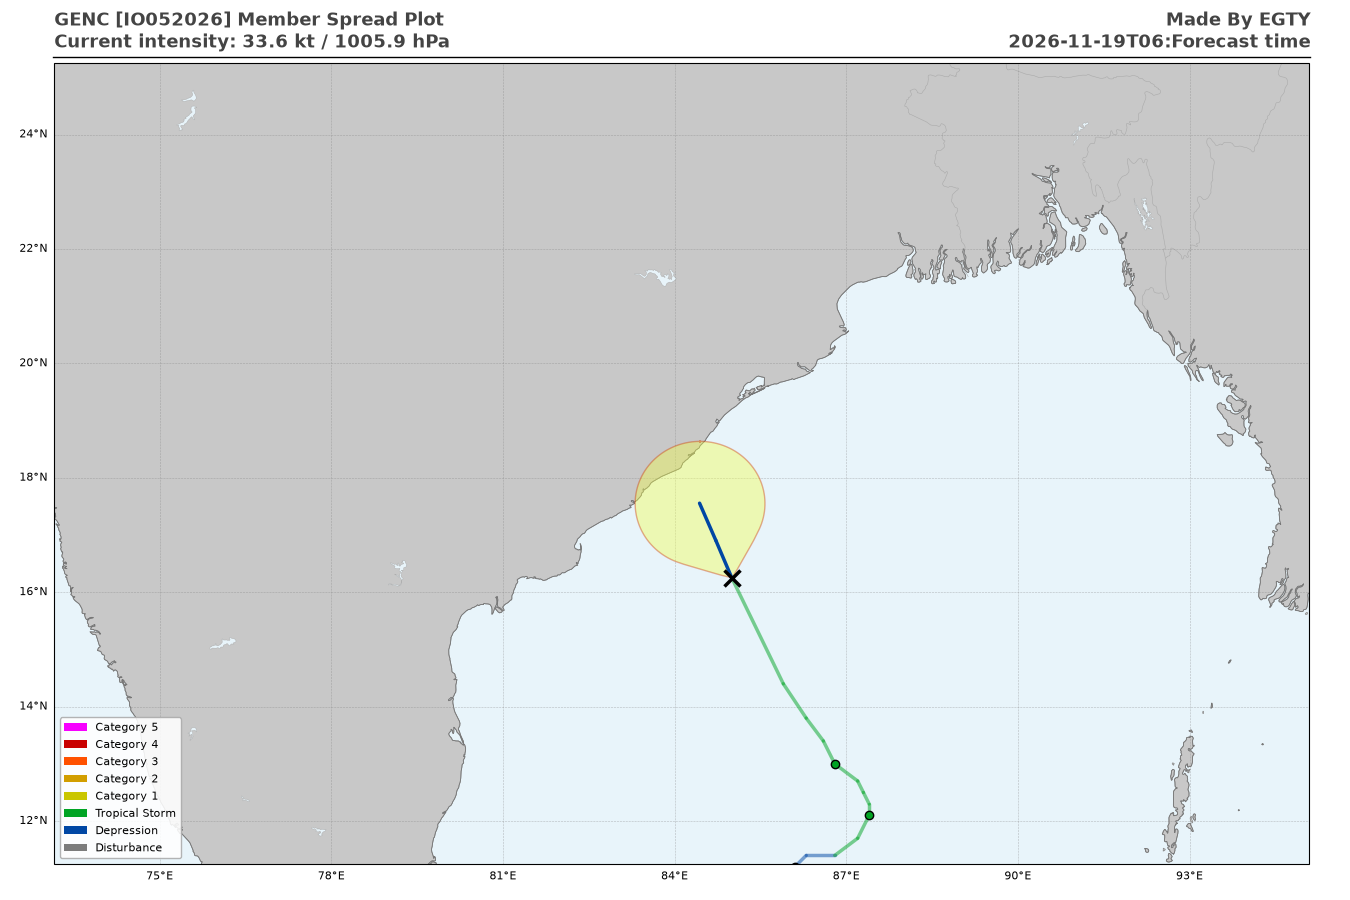 GENC [IO052026] Member Spread Plot
Made By EGTY
Current intensity: 33.6 kt / 1005.9 hPa
2026-11-19T06:Forecast time
24°N
22°N
20°N
18°N
16°N
14°N
12°N
Category 5
Category 4
Category 3
Category 2
Category 1
Tropical Storm
Depression
Disturbance
75°E
78°E
81°E
84°E
87°E
90°E
93°E